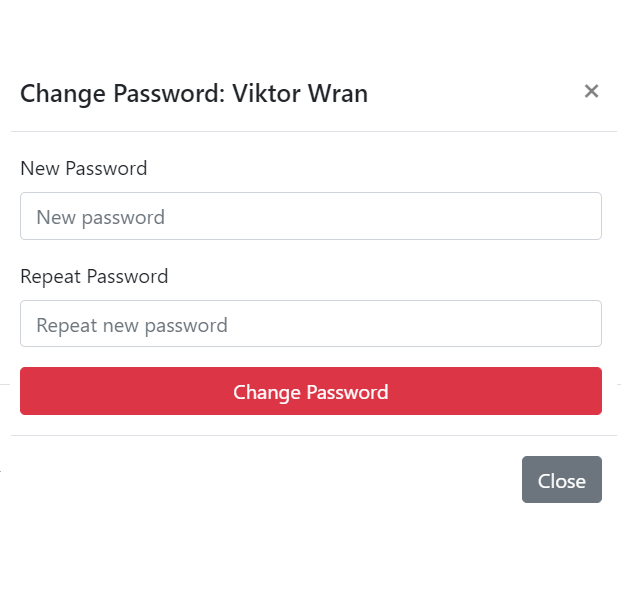 Change Password: Viktor Wran ×
New Password
New password
Repeat Password
Repeat new password
Change Password
Close